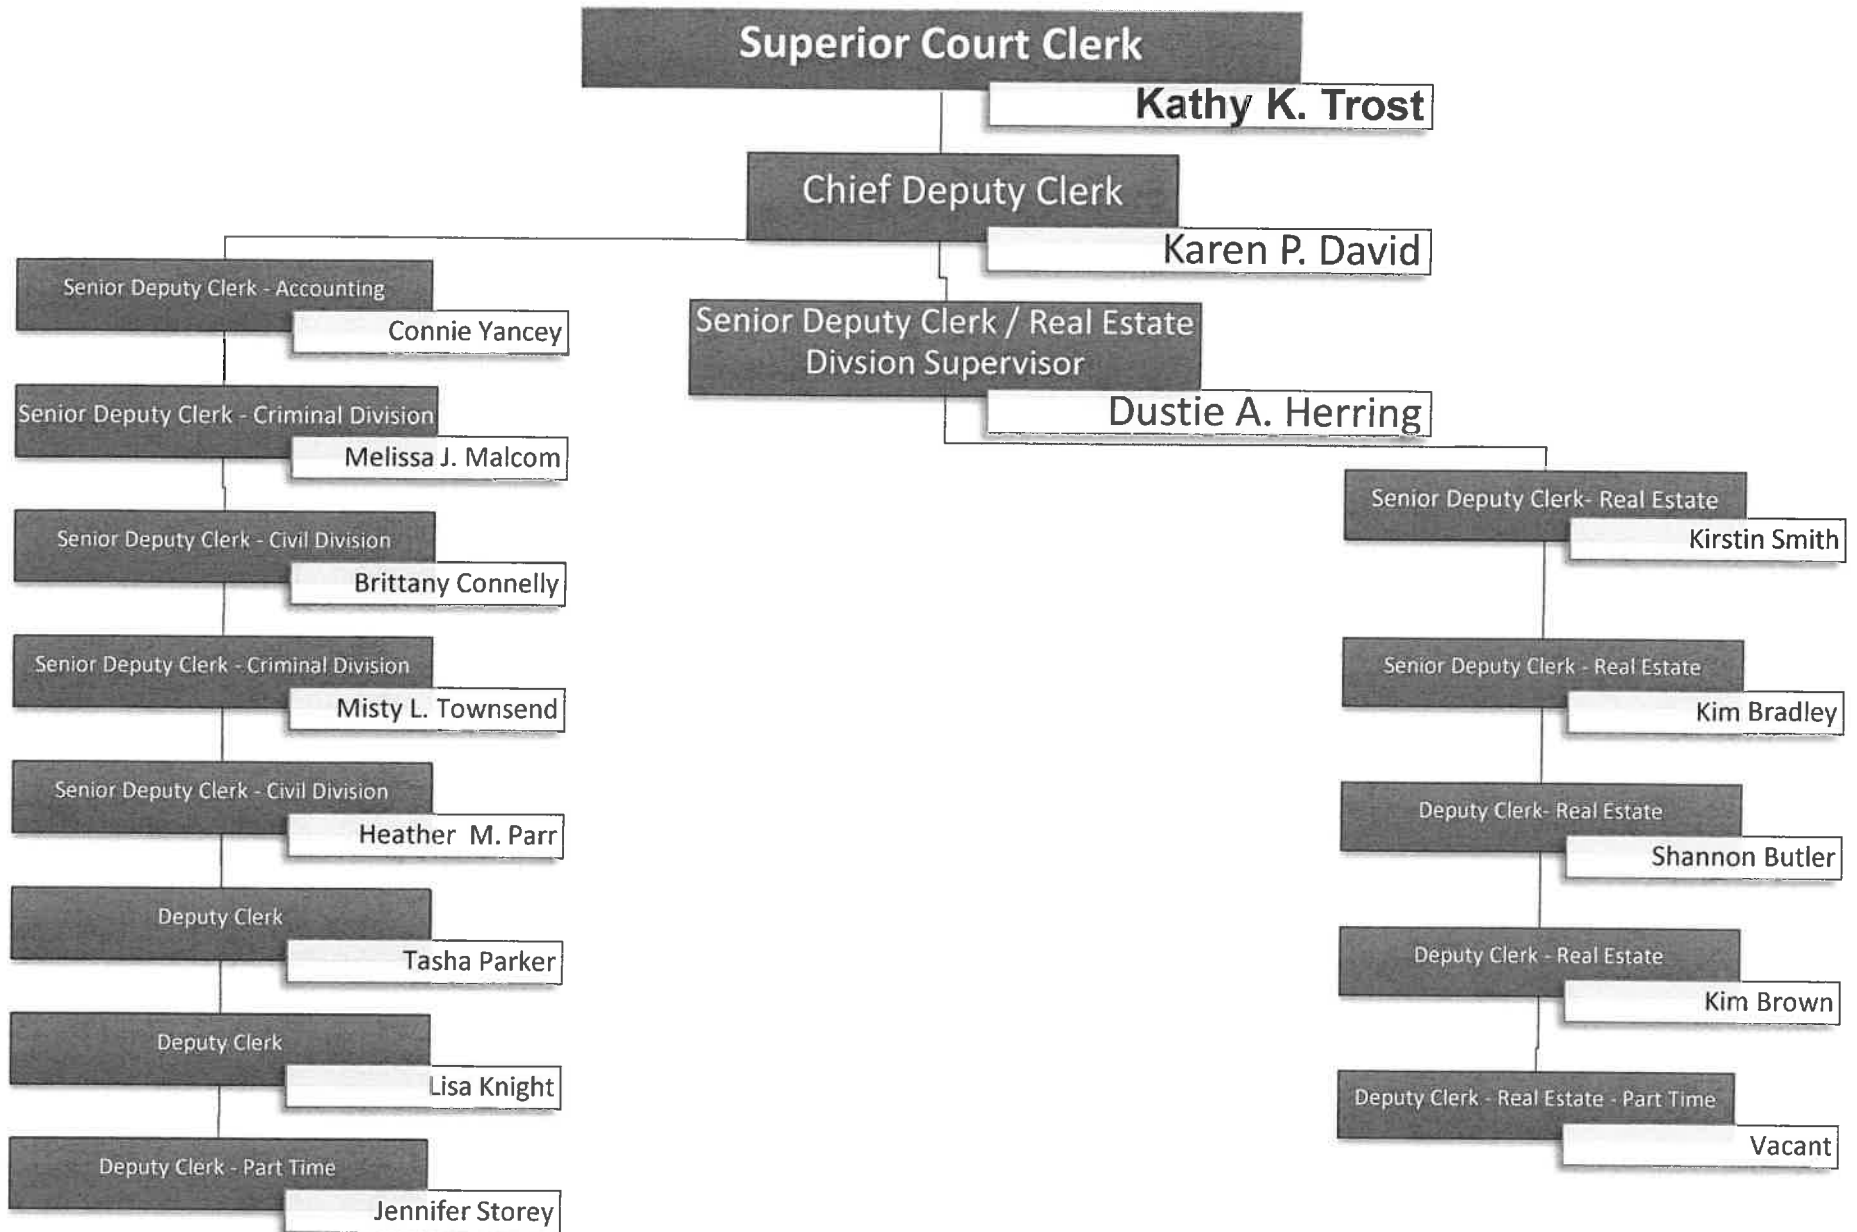 Superior Court Clerk
Kathy K. Trost
Chief Deputy Clerk
Karen P. David
Senior Deputy Clerk - Accounting
Connie Yancey
Senior Deputy Clerk - Criminal Division
Melissa J. Malcom
Senior Deputy Clerk - Civil Division
Brittany Connelly
Senior Deputy Clerk - Criminal Division
Misty L. Townsend
Senior Deputy Clerk - Civil Division
Heather M. Parr
Deputy Clerk
Tasha Parker
Deputy Clerk
Lisa Knight
Deputy Clerk - Part Time
Jennifer Storey
Senior Deputy Clerk / Real Estate
Divsion Supervisor
Dustie A. Herring
Senior Deputy Clerk- Real Estate
Kirstin Smith
Senior Deputy Clerk - Real Estate
Kim Bradley
Deputy Clerk- Real Estate
Shannon Butler
Deputy Clerk - Real Estate
Kim Brown
Deputy Clerk - Real Estate - Part Time
Vacant